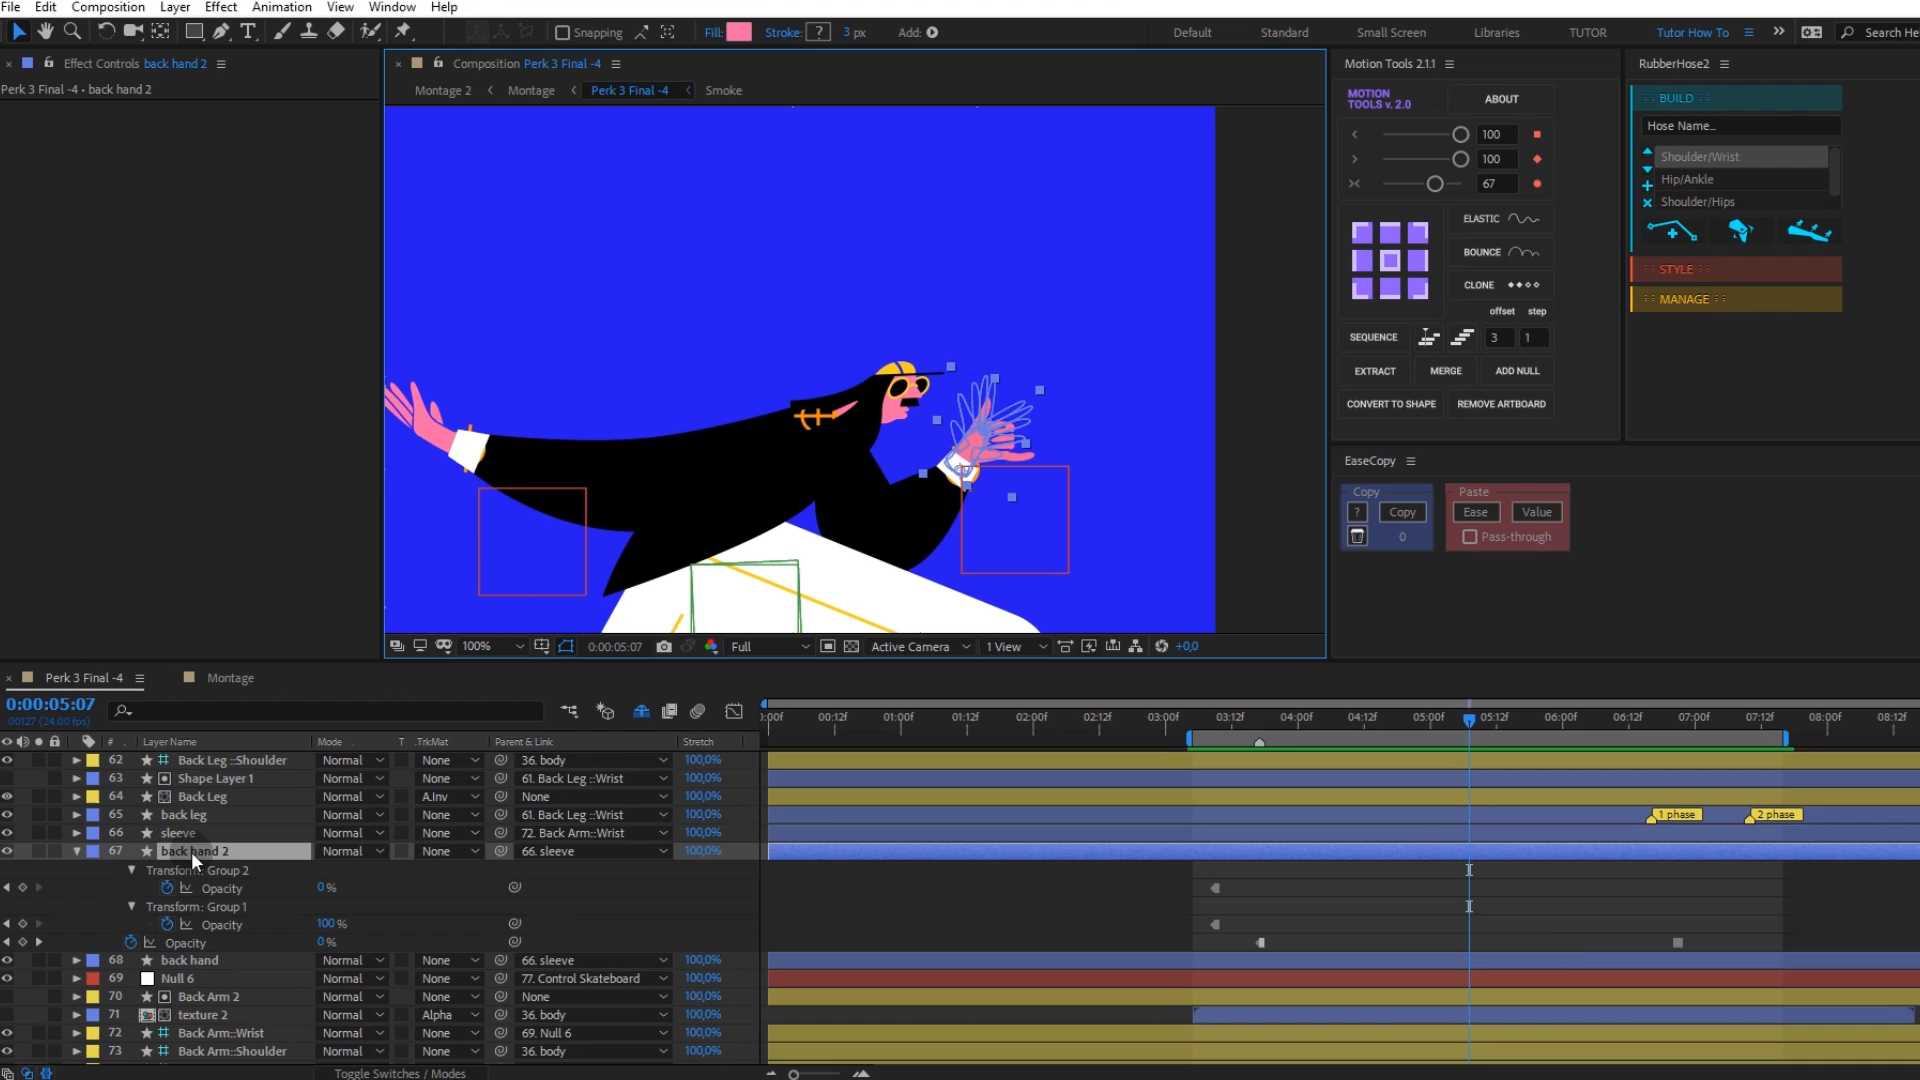 File Edit Composition Layer Effect Animation View Window Help
Snapping Fill: Stroke: ? 3 px Add: Default Standard Small Screen Libraries TUTOR Tutor How To Search He
Effect Controls back hand 2
Perk 3 Final -4 • back hand 2
Composition Perk 3 Final -4
Motion 2 Montage Perk 3 Final -4 Smoke
100% 0:00:05:07 Full Active Camera 1 View +0,0
Motion Tools 2.1.1
MOTION TOOLS v. 2.0 ABOUT
100
100
67
ELASTIC
BOUNCE
CLONE
offset step
SEQUENCE 3 1
EXTRACT MERGE ADD NULL
CONVERT TO SHAPE REMOVE ARTBOARD
RubberHose2
BUILD
Hose Name...
Shoulder/Wrist
Hip/Ankle
Shoulder/Hips
STYLE
MANAGE
EaseCopy
Copy Paste
? Copy Ease Value
0 Pass-through
Perk 3 Final -4 Montage
0:00:05:07
00127 (24.00 fps)
:00f 00:12f 01:00f 01:12f 02:00f 02:12f 03:00f 03:12f 04:00f 04:12f 05:00f 05:12f 06:00f 06:12f 07:00f 07:12f 08:00f 08:12f
# Layer Name Mode T .TrkMat Parent & Link Stretch
62 Back Leg ::Shoulder Normal None 36. body 100,0%
63 Shape Layer 1 Normal None 61. Back Leg ::Wrist 100,0%
64 Back Leg Normal A.Inv None 100,0%
65 back leg Normal None 61. Back Leg ::Wrist 100,0% 1 phase 2 phase
66 sleeve Normal None 72. Back Arm::Wrist 100,0%
67 back hand 2 Normal None 66. sleeve 100,0%
Transform: Group 2
Opacity 0%
Transform: Group 1
Opacity 100%
Opacity 0%
68 back hand Normal None 66. sleeve 100,0%
69 Null 6 Normal None 77. Control Skateboard 100,0%
70 Back Arm 2 Normal None None 100,0%
71 texture 2 Normal Alpha 36. body 100,0%
72 Back Arm::Wrist Normal None 69. Null 6 100,0%
73 Back Arm::Shoulder Normal None 36. body 100,0%
Toggle Switches / Modes